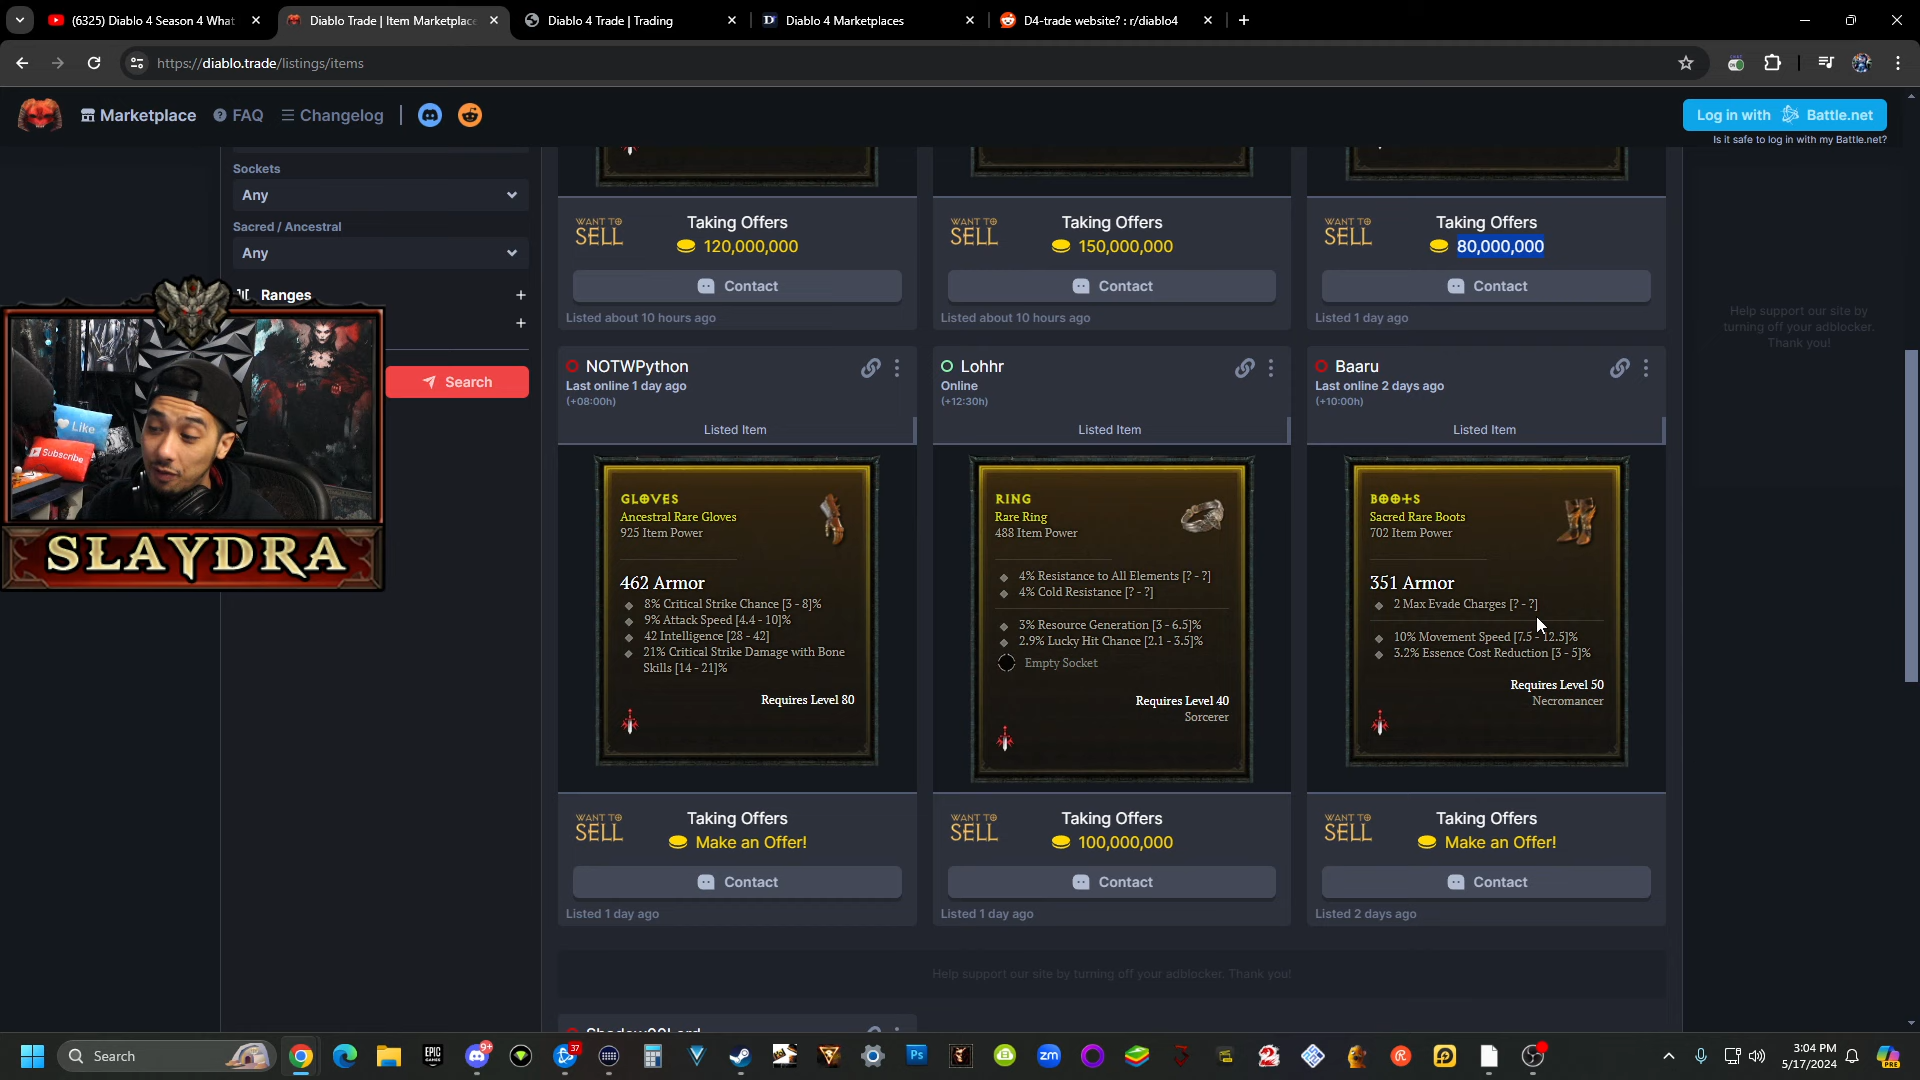 (6325) Diablo 4 Season 4 What
Diablo Trade | Item Marketplace
Diablo 4 Trade | Trading
Diablo 4 Marketplaces
D4-trade website? : r/diablo4
https://diablo.trade/listings/items
Marketplace
FAQ
Changelog
Log in with Battle.net
Is it safe to log in with my Battle.net?
Sockets
Any
Sacred / Ancestral
Any
Ranges
Search
Like
Subscribe
SLAYDRA
WANT TO SELL
Taking Offers
120,000,000
Contact
Listed about 10 hours ago
WANT TO SELL
Taking Offers
150,000,000
Contact
Listed about 10 hours ago
WANT TO SELL
Taking Offers
80,000,000
Contact
Listed 1 day ago
Help support our site by
turning off your adblocker.
Thank you!
NOTWPython
Last online 1 day ago
(+08:00h)
Listed Item
GLOVES
Ancestral Rare Gloves
925 Item Power
462 Armor
8% Critical Strike Chance [3 - 8]%
9% Attack Speed [4.4 - 10]%
42 Intelligence [28 - 42]
21% Critical Strike Damage with Bone
Skills [14 - 21]%
Requires Level 80
WANT TO SELL
Taking Offers
Make an Offer!
Contact
Listed 1 day ago
Lohhr
Online
(+12:30h)
Listed Item
RING
Rare Ring
488 Item Power
4% Resistance to All Elements [? - ?]
4% Cold Resistance [? - ?]
3% Resource Generation [3 - 6.5]%
2.9% Lucky Hit Chance [2.1 - 3.5]%
Empty Socket
Requires Level 40
Sorcerer
WANT TO SELL
Taking Offers
100,000,000
Contact
Listed 1 day ago
Baaru
Last online 2 days ago
(+10:00h)
Listed Item
BOOTS
Sacred Rare Boots
702 Item Power
351 Armor
2 Max Evade Charges [? - ?]
10% Movement Speed [7.5 - 12.5]%
3.2% Essence Cost Reduction [3 - 5]%
Requires Level 50
Necromancer
WANT TO SELL
Taking Offers
Make an Offer!
Contact
Listed 2 days ago
Help support our site by turning off your adblocker. Thank you!
Search
EPIC GAMES
9+
37
Ps
zm
3:04 PM
5/17/2024
PRE